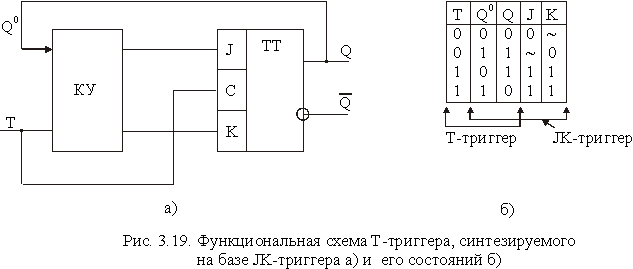 Q⁰
КУ
T
J
C
K
TT
Q
Q̅
T Q⁰ Q J K
0 0 0 0 ~
0 1 1 ~ 0
1 0 1 1 1
1 1 0 1 1
Т-триггер JK-триггер
а) б)
Рис. 3.19. Функциональная схема Т-триггера, синтезируемого
на базе JK-триггера а) и его состояний б)